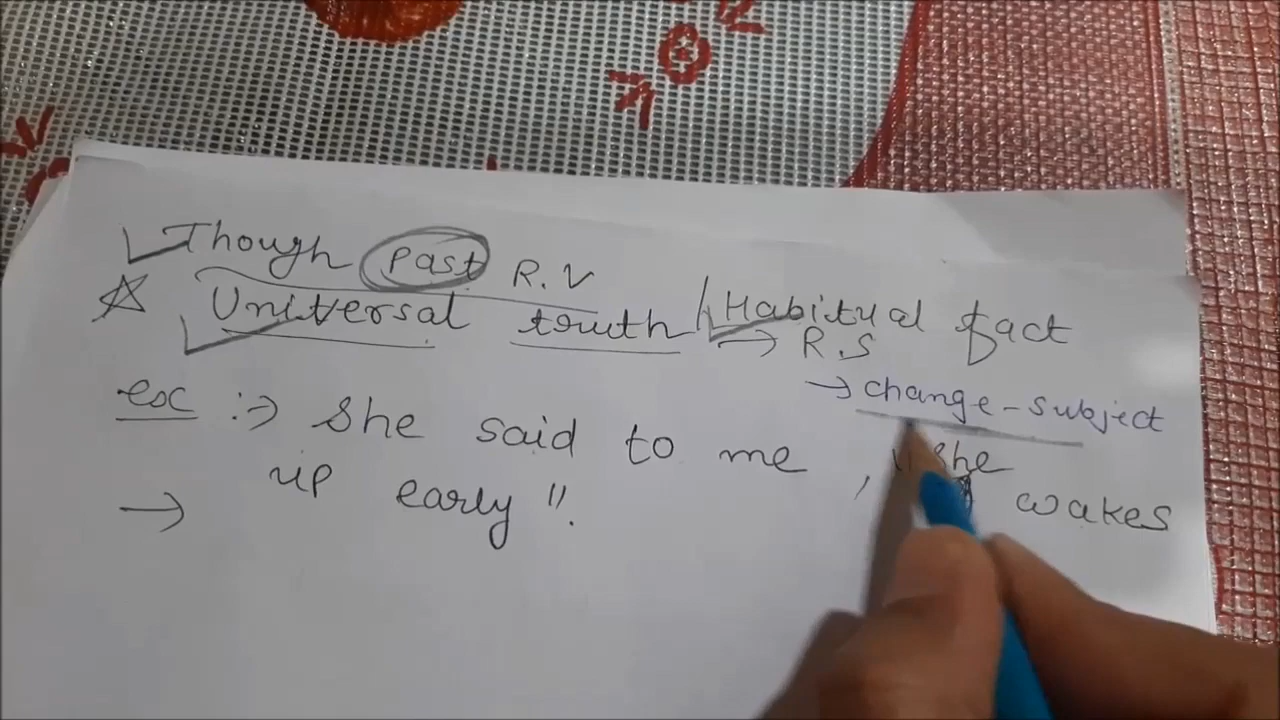 Though past R.V
Universal truth / Habitual fact
→ R.S
→ change-subject
ex :→ She said to me, "she wakes
up early".
→